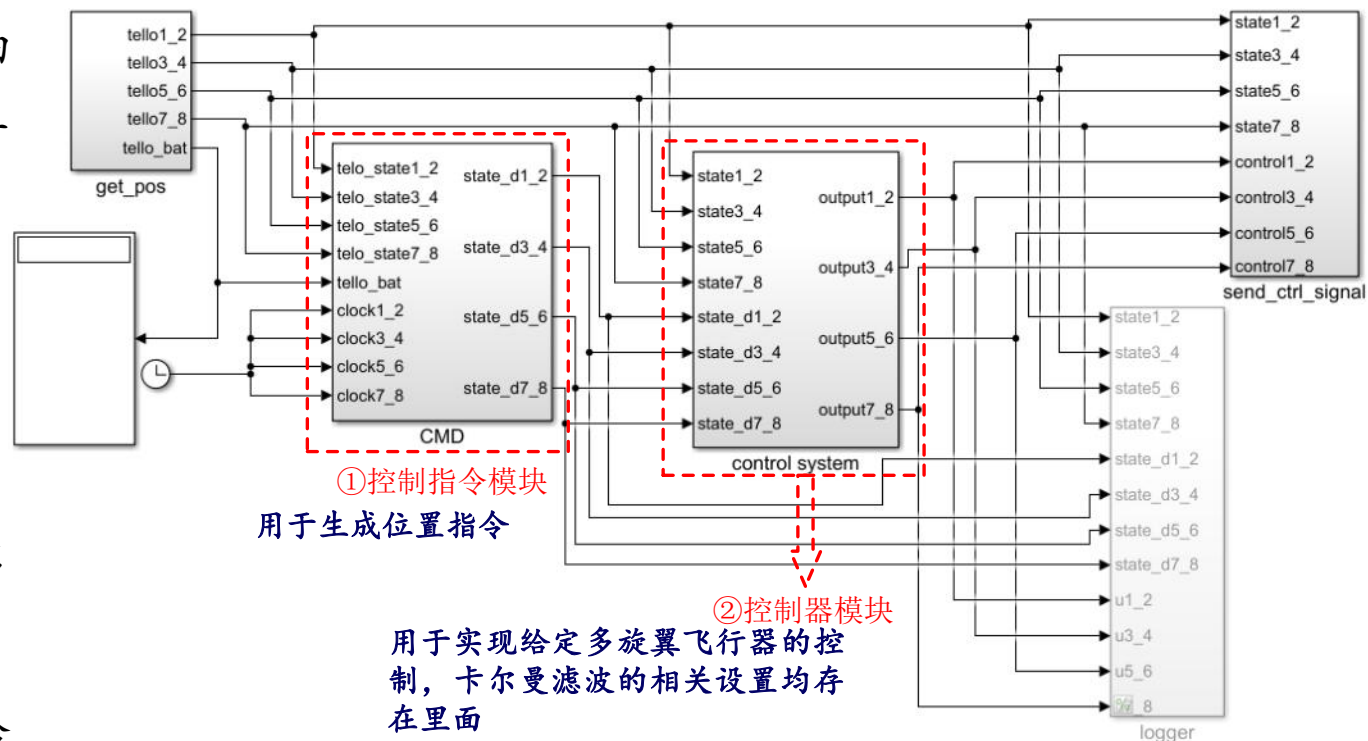 tello1_2
tello3_4
tello5_6
tello7_8
tello_bat
get_pos
telo_state1_2
telo_state3_4
telo_state5_6
telo_state7_8
tello_bat
clock1_2
clock3_4
clock5_6
clock7_8
state_d1_2
state_d3_4
state_d5_6
state_d7_8
CMD
①控制指令模块
用于生成位置指令
state1_2
state3_4
state5_6
state7_8
state_d1_2
state_d3_4
state_d5_6
state_d7_8
output1_2
output3_4
output5_6
output7_8
control system
②控制器模块
用于实现给定多旋翼飞行器的控
制，卡尔曼滤波的相关设置均存
在里面
state1_2
state3_4
state5_6
state7_8
control1_2
control3_4
control5_6
control7_8
send_ctrl_signal
state1_2
state3_4
state5_6
state7_8
state_d1_2
state_d3_4
state_d5_6
state_d7_8
u1_2
u3_4
u5_6
_8
logger